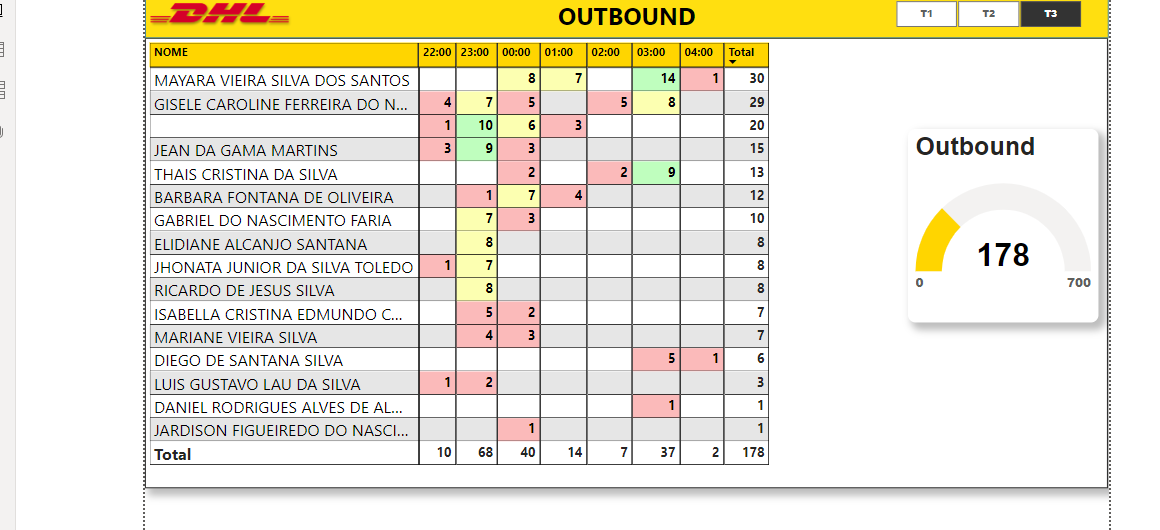 DHL OUTBOUND T1 T2 T3
NOME 22:00 23:00 00:00 01:00 02:00 03:00 04:00 Total
MAYARA VIEIRA SILVA DOS SANTOS 8 7 14 1 30
GISELE CAROLINE FERREIRA DO N... 4 7 5 5 8 29
1 10 6 3 20
JEAN DA GAMA MARTINS 3 9 3 15
THAIS CRISTINA DA SILVA 2 2 9 13
BARBARA FONTANA DE OLIVEIRA 1 7 4 12
GABRIEL DO NASCIMENTO FARIA 7 3 10
ELIDIANE ALCANJO SANTANA 8 8
JHONATA JUNIOR DA SILVA TOLEDO 1 7 8
RICARDO DE JESUS SILVA 8 8
ISABELLA CRISTINA EDMUNDO C... 5 2 7
MARIANE VIEIRA SILVA 4 3 7
DIEGO DE SANTANA SILVA 5 1 6
LUIS GUSTAVO LAU DA SILVA 1 2 3
DANIEL RODRIGUES ALVES DE AL... 1 1
JARDISON FIGUEIREDO DO NASCI... 1 1
Total 10 68 40 14 7 37 2 178
Outbound
178
0 700